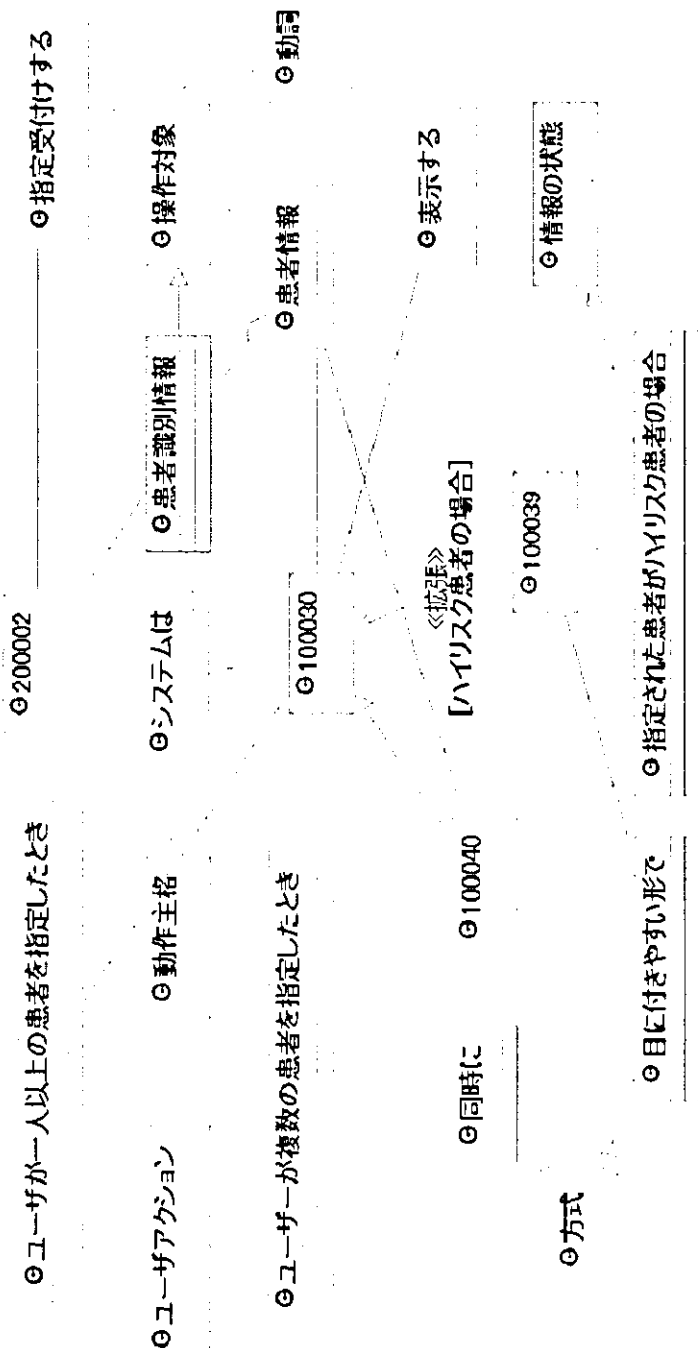 ⊖ユーザが一人以上の患者を指定したとき
⊖200002
⊖指定受付けする
⊖ユーザアクション
⊖動作主格
⊖システムは
⊖患者識別情報
⊖操作対象
⊖ユーザーが複数の患者を指定したとき
⊖100030
⊖患者情報
⊖動詞
⊖同時に
⊖100040
《拡張》
[ハイリスク患者の場合]
⊖表示する
⊖方式
⊖100039
⊖情報の状態
⊖目に付きやすい形で
⊖指定された患者がハイリスク患者の場合